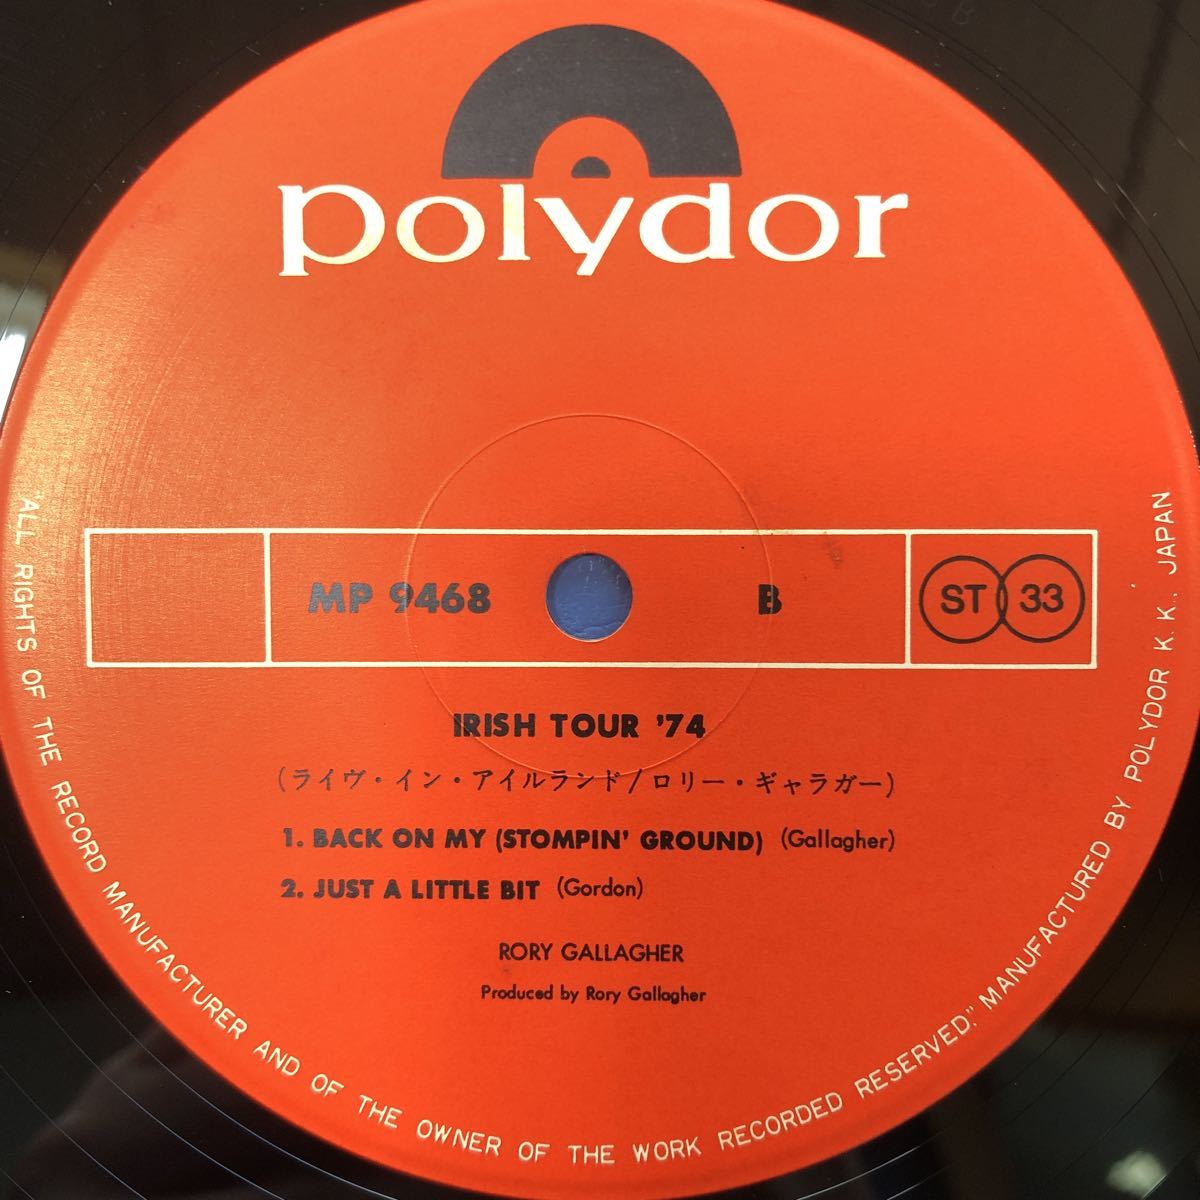 polydor
MP 9468 B ST 33
IRISH TOUR '74
(ライヴ・イン・アイルランド/ロリー・ギャラガー)
1. BACK ON MY (STOMPIN' GROUND) (Gallagher)
2. JUST A LITTLE BIT (Gordon)
RORY GALLAGHER
Produced by Rory Gallagher
"ALL RIGHTS OF THE RECORD MANUFACTURER AND OF THE OWNER OF THE WORK RECORDED RESERVED." MANUFACTURED BY POLYDOR K.K., JAPAN